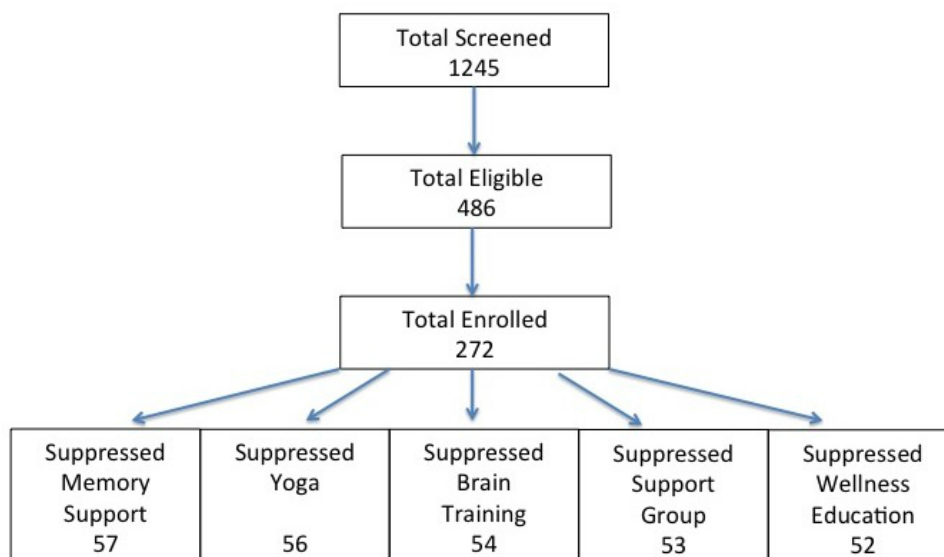 Total Screened
1245
Total Eligible
486
Total Enrolled
272
Suppressed
Memory
Support
57
Suppressed
Yoga
56
Suppressed
Brain
Training
54
Suppressed
Support
Group
53
Suppressed
Wellness
Education
52